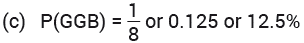 (c) P(GGB) = 1/8 or 0.125 or 12.5%